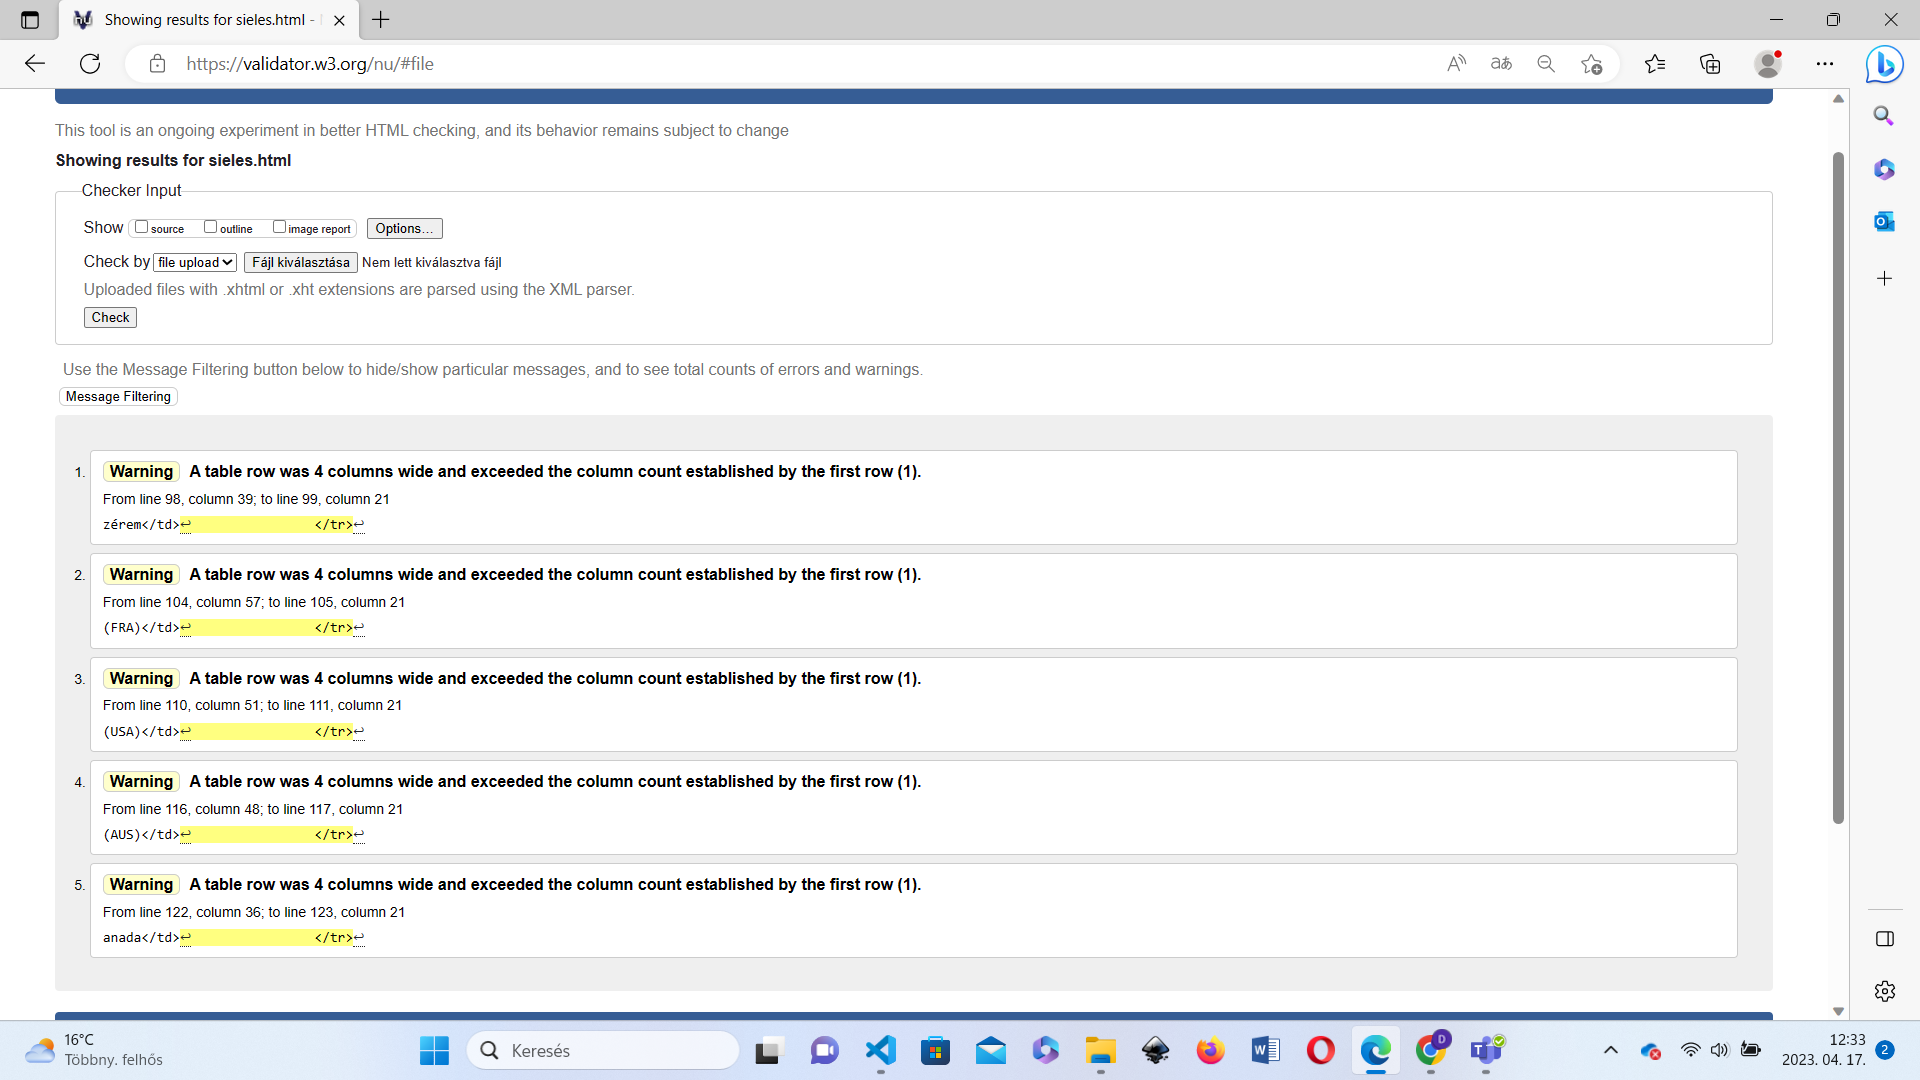 Showing results for sieles.html -
https://validator.w3.org/nu/#file
This tool is an ongoing experiment in better HTML checking, and its behavior remains subject to change
Showing results for sieles.html
Checker Input
Show source outline image report Options...
Check by file upload Fájl kiválasztása Nem lett kiválasztva fájl
Uploaded files with .xhtml or .xht extensions are parsed using the XML parser.
Check
Use the Message Filtering button below to hide/show particular messages, and to see total counts of errors and warnings.
Message Filtering
1. Warning A table row was 4 columns wide and exceeded the column count established by the first row (1).
From line 98, column 39; to line 99, column 21
zérem</td>↩ </tr>↩
2. Warning A table row was 4 columns wide and exceeded the column count established by the first row (1).
From line 104, column 57; to line 105, column 21
(FRA)</td>↩ </tr>↩
3. Warning A table row was 4 columns wide and exceeded the column count established by the first row (1).
From line 110, column 51; to line 111, column 21
(USA)</td>↩ </tr>↩
4. Warning A table row was 4 columns wide and exceeded the column count established by the first row (1).
From line 116, column 48; to line 117, column 21
(AUS)</td>↩ </tr>↩
5. Warning A table row was 4 columns wide and exceeded the column count established by the first row (1).
From line 122, column 36; to line 123, column 21
anada</td>↩ </tr>↩
16°C
Többny. felhős
Keresés
12:33
2023. 04. 17.
2